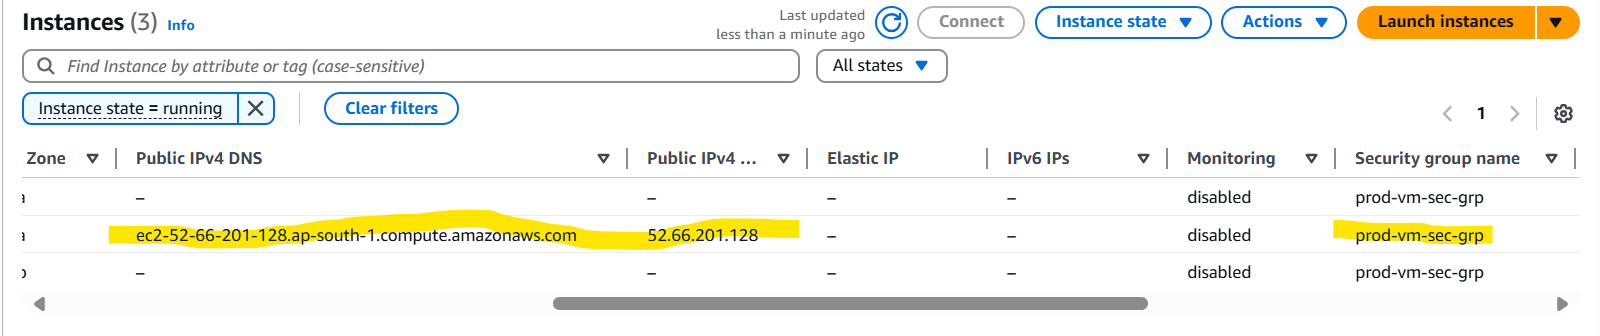 Instances (3) Info
Last updated
less than a minute ago
Connect
Instance state
Actions
Launch instances
Find Instance by attribute or tag (case-sensitive)
All states
Instance state = running
Clear filters
1
Zone Public IPv4 DNS Public IPv4 ... Elastic IP IPv6 IPs Monitoring Security group name
a – – – – disabled prod-vm-sec-grp
a ec2-52-66-201-128.ap-south-1.compute.amazonaws.com 52.66.201.128 – – disabled prod-vm-sec-grp
– – – – disabled prod-vm-sec-grp